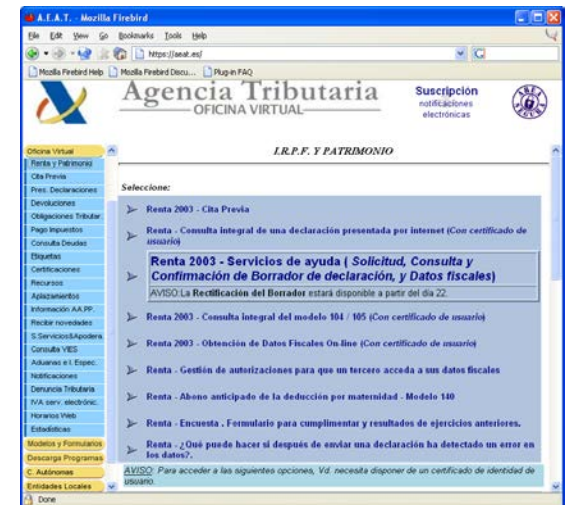 A.E.A.T. - Mozilla Firebird
File Edit View Go Bookmarks Tools Help
https://aeat.es/
Mozilla Firebird Help Mozilla Firebird Discu... Plug-in FAQ
Agencia Tributaria
OFICINA VIRTUAL
Suscripción
notificaciones
electrónicas
AREA
SEGURA
Oficina Virtual
Renta y Patrimonio
Cita Previa
Pres. Declaraciones
Devoluciones
Obligaciones Tributar.
Pago Impuestos
Consulta Deudas
Etiquetas
Certificaciones
Recursos
Aplazamientos
Información AA.PP.
Recibir novedades
S.Servicios&Apodera.
Consulta VIES
Aduanas e I. Espec.
Notificaciones
Denuncia Tributaria
IVA serv. electrónic.
Horarios Web
Estadísticas
Modelos y Formularios
Descarga Programas
C. Autónomas
Entidades Locales
I.R.P.F. Y PATRIMONIO
Seleccione:
Renta 2003 - Cita Previa
Renta - Consulta integral de una declaración presentada por internet (Con certificado de
usuario)
Renta 2003 - Servicios de ayuda ( Solicitud, Consulta y
Confirmación de Borrador de declaración, y Datos fiscales)
AVISO:La Rectificación del Borrador estará disponible a partir del día 22.
Renta 2003 - Consulta integral del modelo 104 / 105 (Con certificado de usuario)
Renta 2003 - Obtención de Datos Fiscales On-line (Con certificado de usuario)
Renta - Gestión de autorizaciones para que un tercero acceda a sus datos fiscales
Renta - Abono anticipado de la deducción por maternidad - Modelo 140
Renta - Encuesta . Formulario para cumplimentar y resultados de ejercicios anteriores.
Renta - ¿Qué puede hacer si después de enviar una declaración ha detectado un error en
los datos?.
AVISO: Para acceder a las siguientes opciones, Vd. necesita disponer de un certificado de identidad de
usuario.
Done